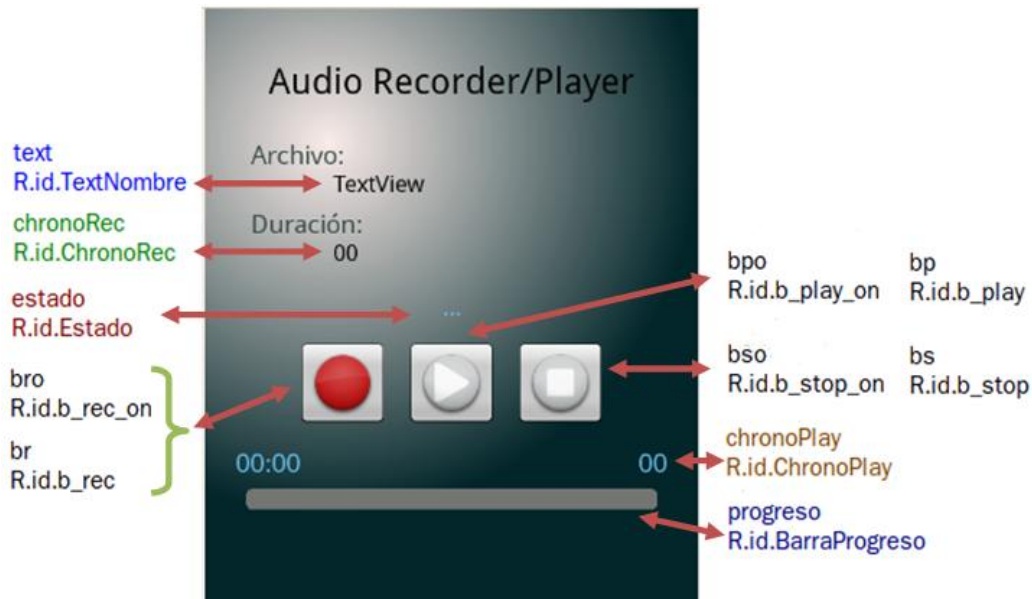 Audio Recorder/Player
text
R.id.TextNombre
Archivo:
TextView
chronoRec
R.id.ChronoRec
Duración:
00
estado
R.id.Estado
...
bpo
R.id.b_play_on
bp
R.id.b_play
bro
R.id.b_rec_on
br
R.id.b_rec
bso
R.id.b_stop_on
bs
R.id.b_stop
00:00
00
chronoPlay
R.id.ChronoPlay
progreso
R.id.BarraProgreso